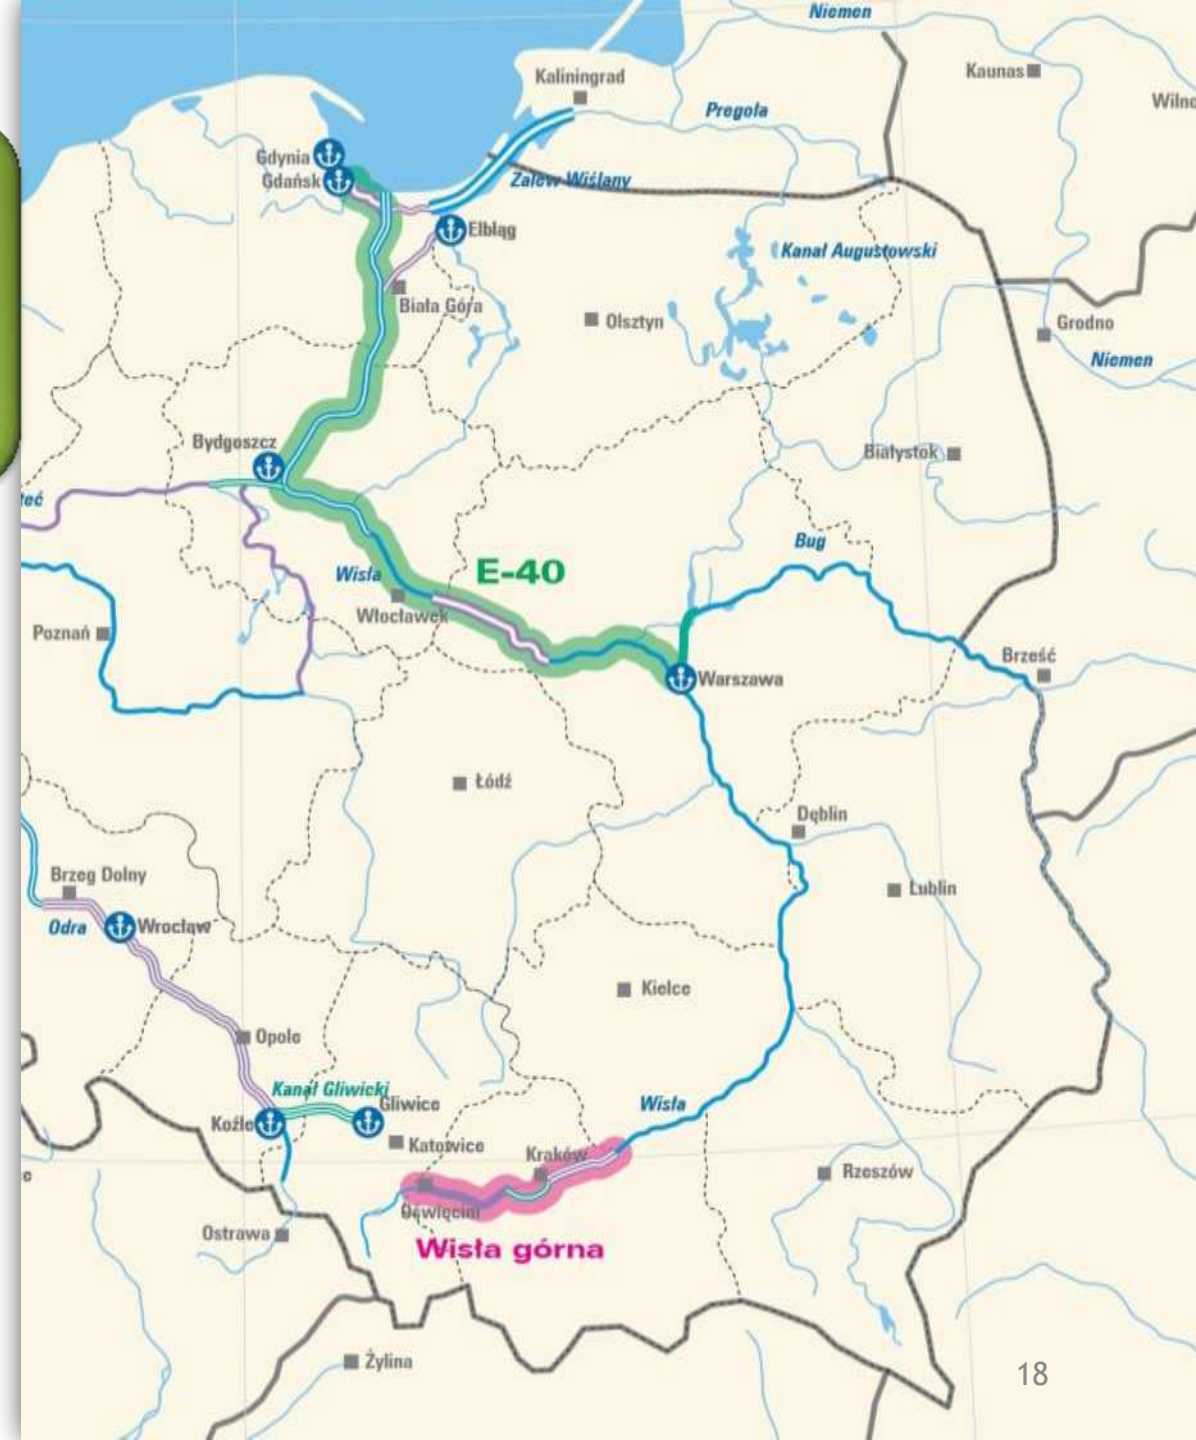 Niemen
Kaliningrad
Kaunas
Wilno
Pregoła
Gdynia
Gdańsk
Zalew Wiślany
Elbląg
Kanał Augustowski
Biała Góra
Olsztyn
Grodno
Niemen
Bydgoszcz
Białystok
teć
Bug
Wisła
E-40
Włocławek
Poznań
Brześć
Warszawa
Łódź
Dęblin
Brzeg Dolny
Lublin
Odra
Wrocław
Kielce
Opole
Kanał Gliwicki
Gliwice
Koźle
Wisła
Katowice
Kraków
Rzeszów
Oświęcim
Ostrawa
Wisła górna
Żylina
18